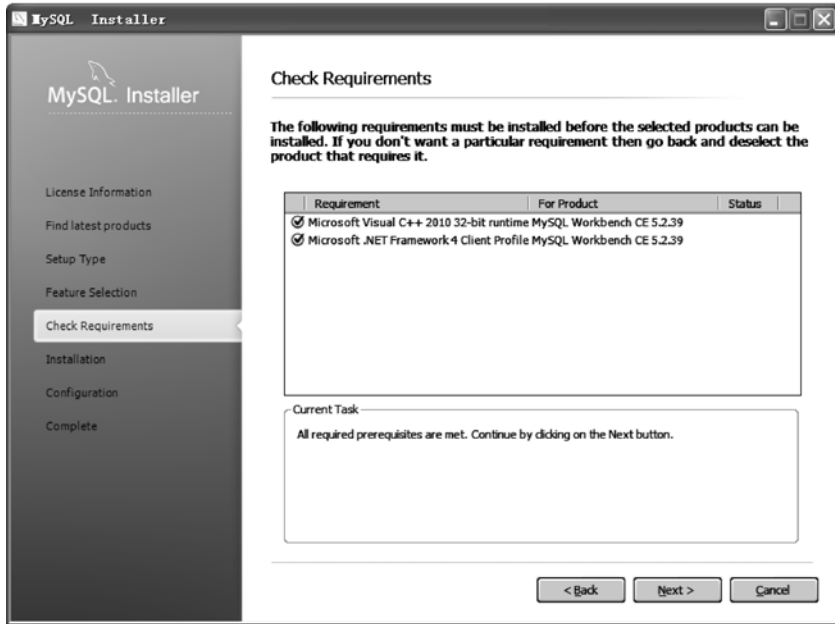 MySQL Installer
MySQL. Installer
License Information
Find latest products
Setup Type
Feature Selection
Check Requirements
Installation
Configuration
Complete
Check Requirements
The following requirements must be installed before the selected products can be
installed. If you don't want a particular requirement then go back and deselect the
product that requires it.
Requirement For Product Status
Microsoft Visual C++ 2010 32-bit runtime MySQL Workbench CE 5.2.39
Microsoft .NET Framework 4 Client Profile MySQL Workbench CE 5.2.39
Current Task
All required prerequisites are met. Continue by clicking on the Next button.
< Back Next > Cancel